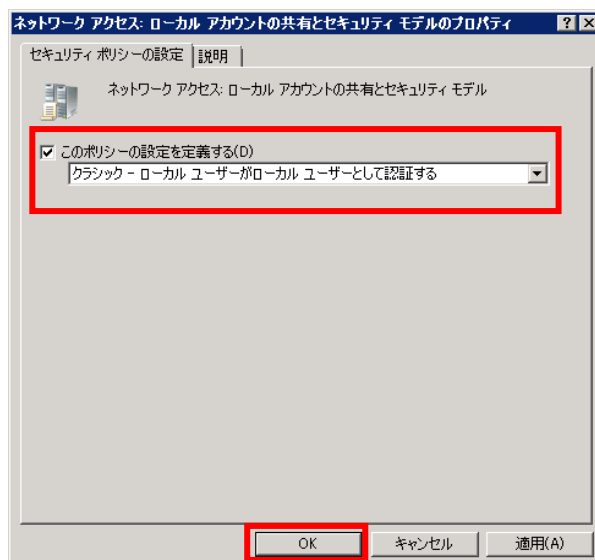 ネットワーク アクセス: ローカル アカウントの共有とセキュリティ モデルのプロパティ
セキュリティ ポリシーの設定 説明
ネットワーク アクセス: ローカル アカウントの共有とセキュリティ モデル
このポリシーの設定を定義する(D)
クラシック - ローカル ユーザーがローカル ユーザーとして認証する
OK キャンセル 適用(A)